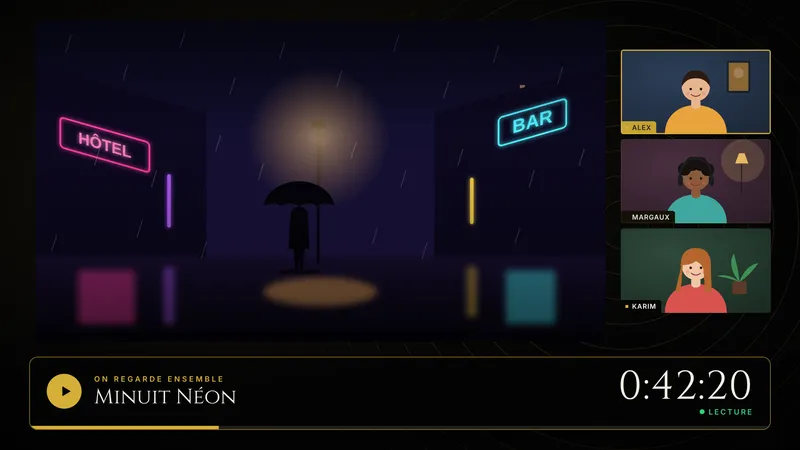 HÔTEL
BAR
ALEX
MARGAUX
KARIM
ON REGARDE ENSEMBLE
Minuit Néon
0:42:20
LECTURE